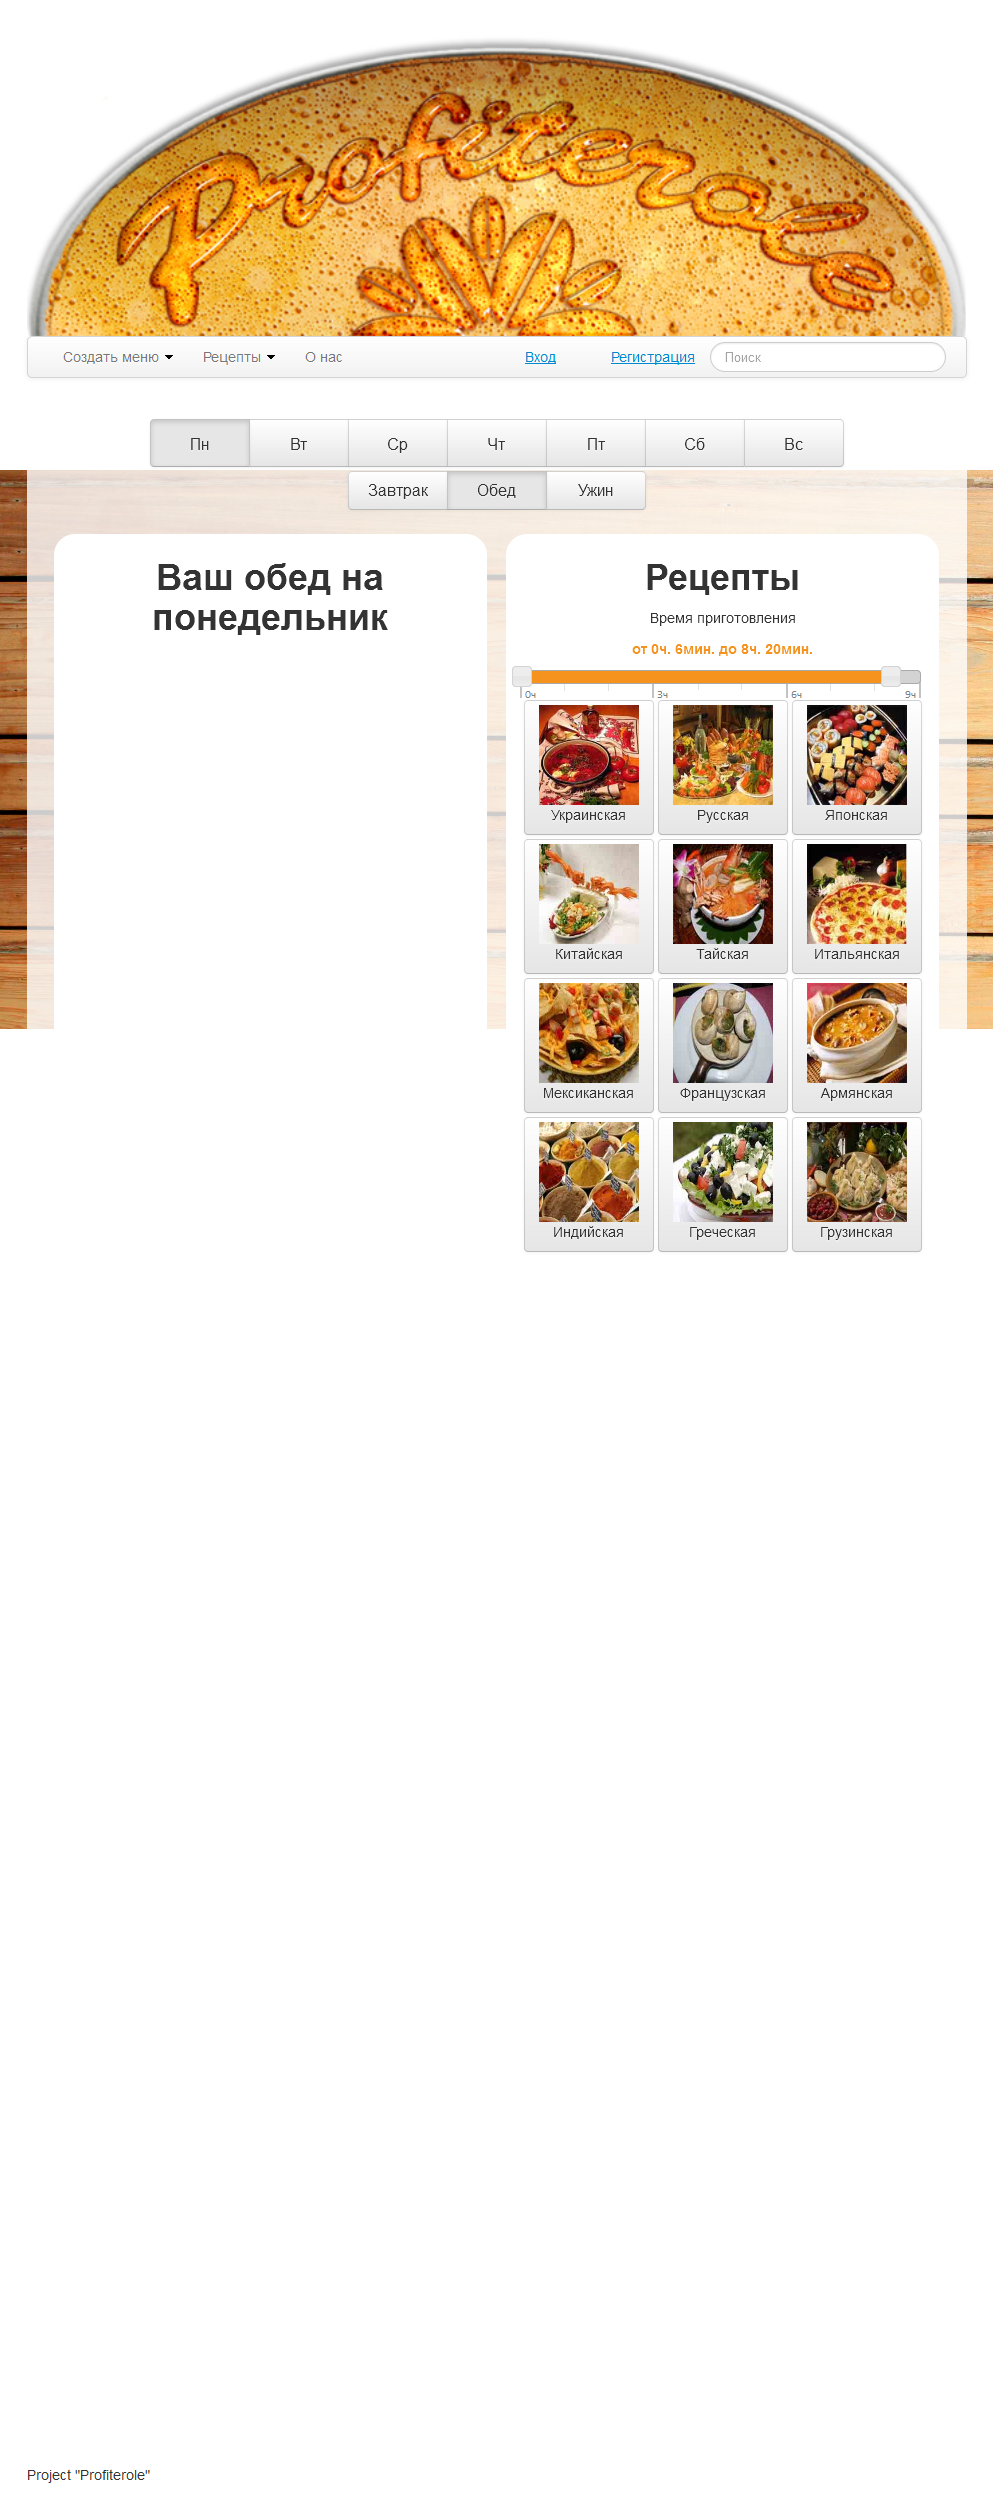 Profiterole
Создать меню Рецепты О нас Вход Регистрация Поиск
Пн Вт Ср Чт Пт Сб Вс
Завтрак Обед Ужин
Ваш обед на
понедельник
Рецепты
Время приготовления
от 0ч. 6мин. до 8ч. 20мин.
0ч 3ч 6ч 9ч
Украинская Русская Японская
Китайская Тайская Итальянская
Мексиканская Французская Армянская
Индийская Греческая Грузинская
Project "Profiterole"